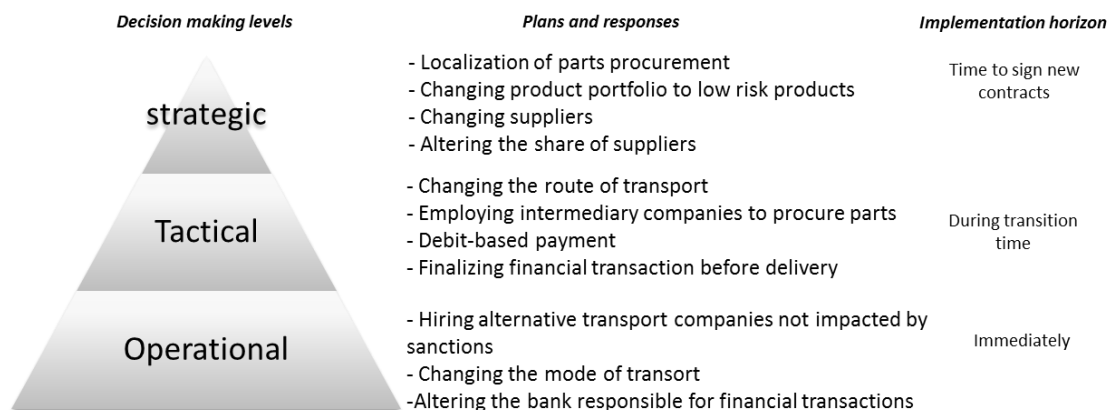 Decision making levels
Plans and responses
Implementation horizon
strategic
- Localization of parts procurement
- Changing product portfolio to low risk products
- Changing suppliers
- Altering the share of suppliers
Time to sign new
contracts
Tactical
- Changing the route of transport
- Employing intermediary companies to procure parts
- Debit-based payment
- Finalizing financial transaction before delivery
During transition
time
Operational
- Hiring alternative transport companies not impacted by
sanctions
- Changing the mode of transort
-Altering the bank responsible for financial transactions
Immediately